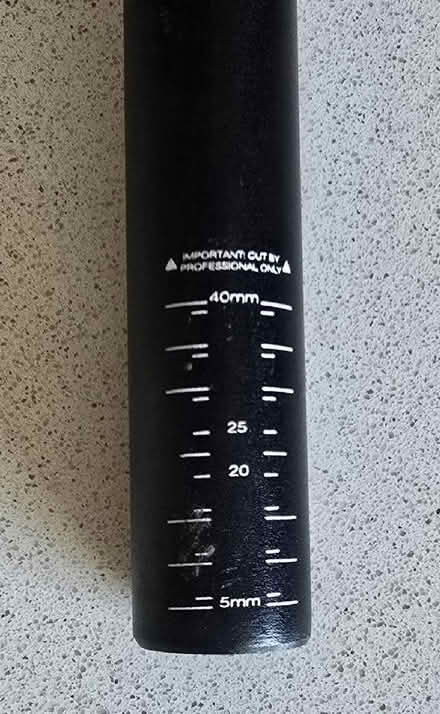 IMPORTANT: CUT BY
PROFESSIONAL ONLY
40mm
25
20
5mm